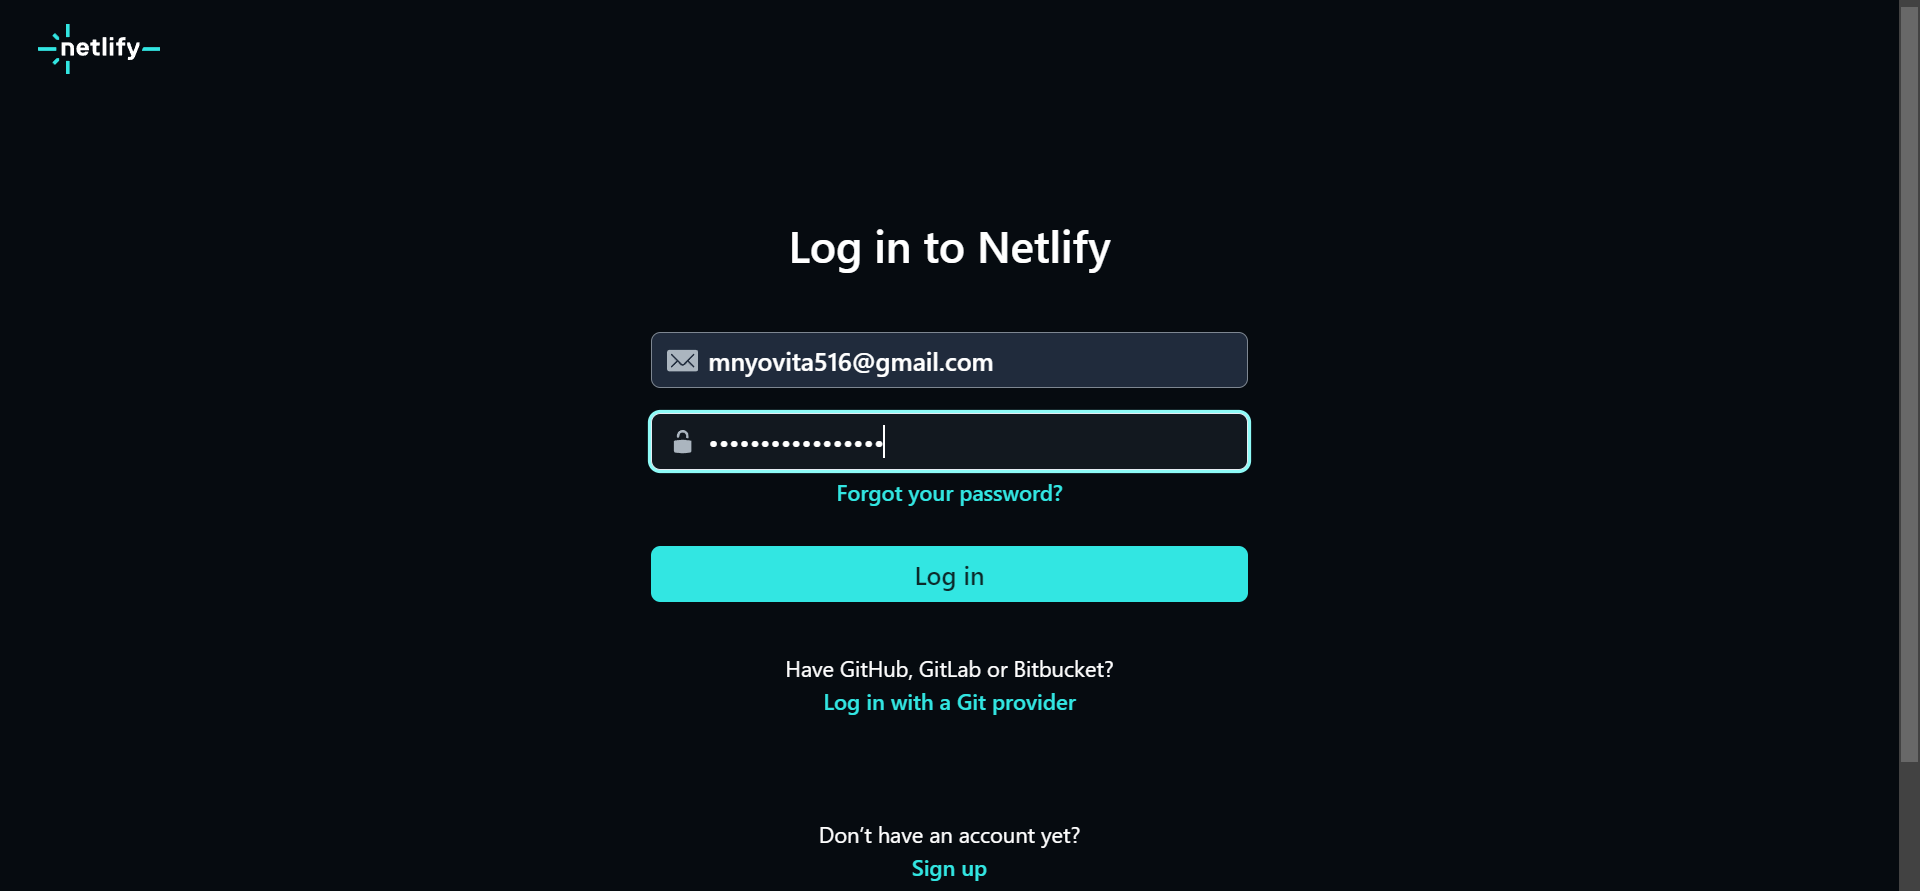 netlify
Log in to Netlify
mnyovita516@gmail.com
•••••••••••••••••
Forgot your password?
Log in
Have GitHub, GitLab or Bitbucket?
Log in with a Git provider
Don’t have an account yet?
Sign up